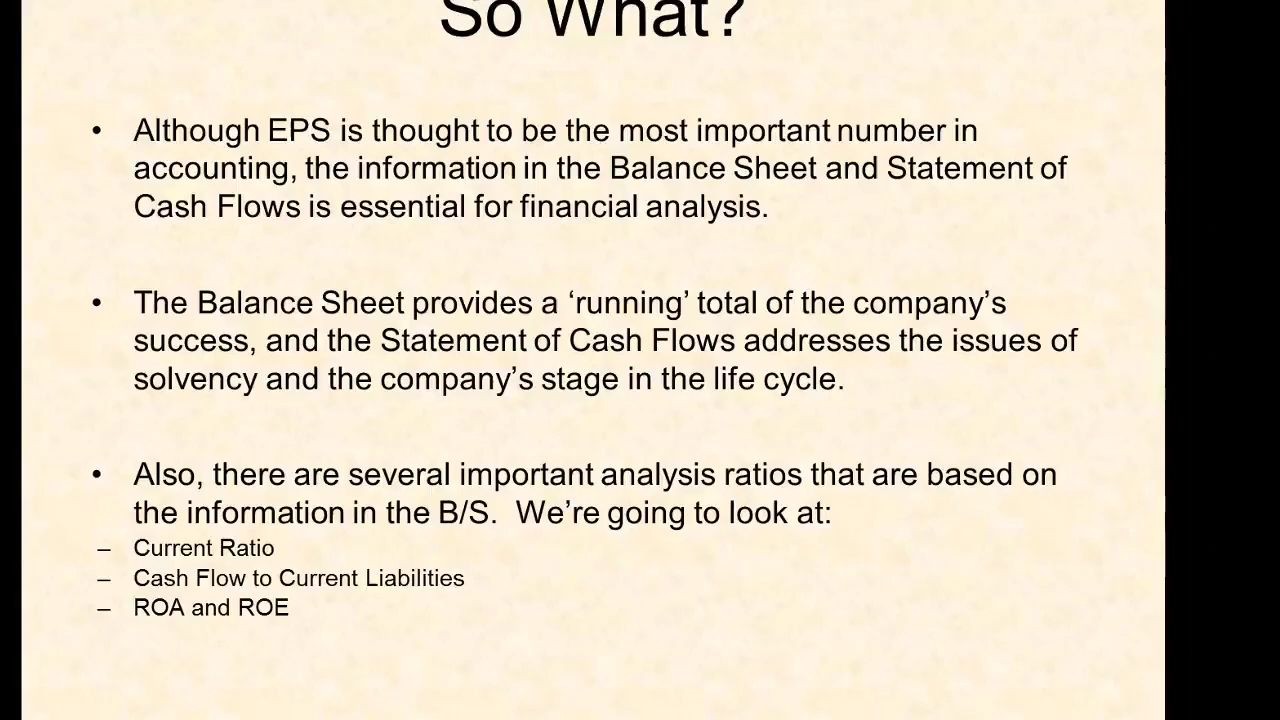 So What?
• Although EPS is thought to be the most important number in
accounting, the information in the Balance Sheet and Statement of
Cash Flows is essential for financial analysis.
• The Balance Sheet provides a ‘running’ total of the company’s
success, and the Statement of Cash Flows addresses the issues of
solvency and the company’s stage in the life cycle.
• Also, there are several important analysis ratios that are based on
the information in the B/S.  We’re going to look at:
– Current Ratio
– Cash Flow to Current Liabilities
– ROA and ROE